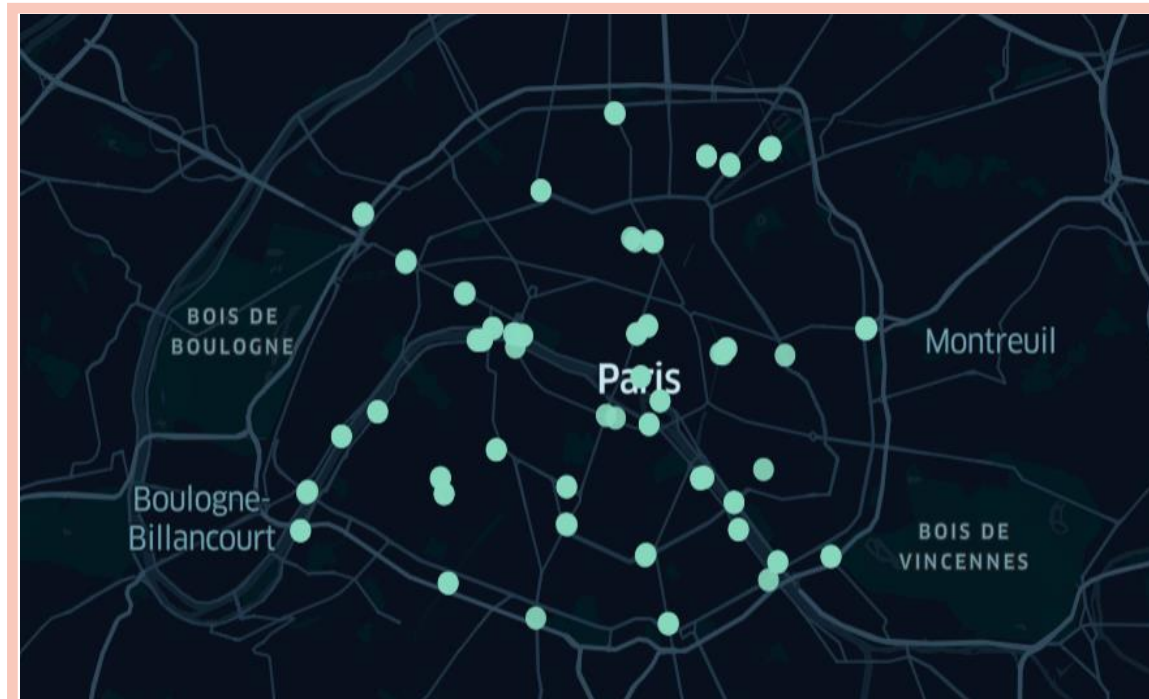 BOIS DE
BOULOGNE
Montreuil
Paris
Boulogne-
Billancourt
BOIS DE
VINCENNES